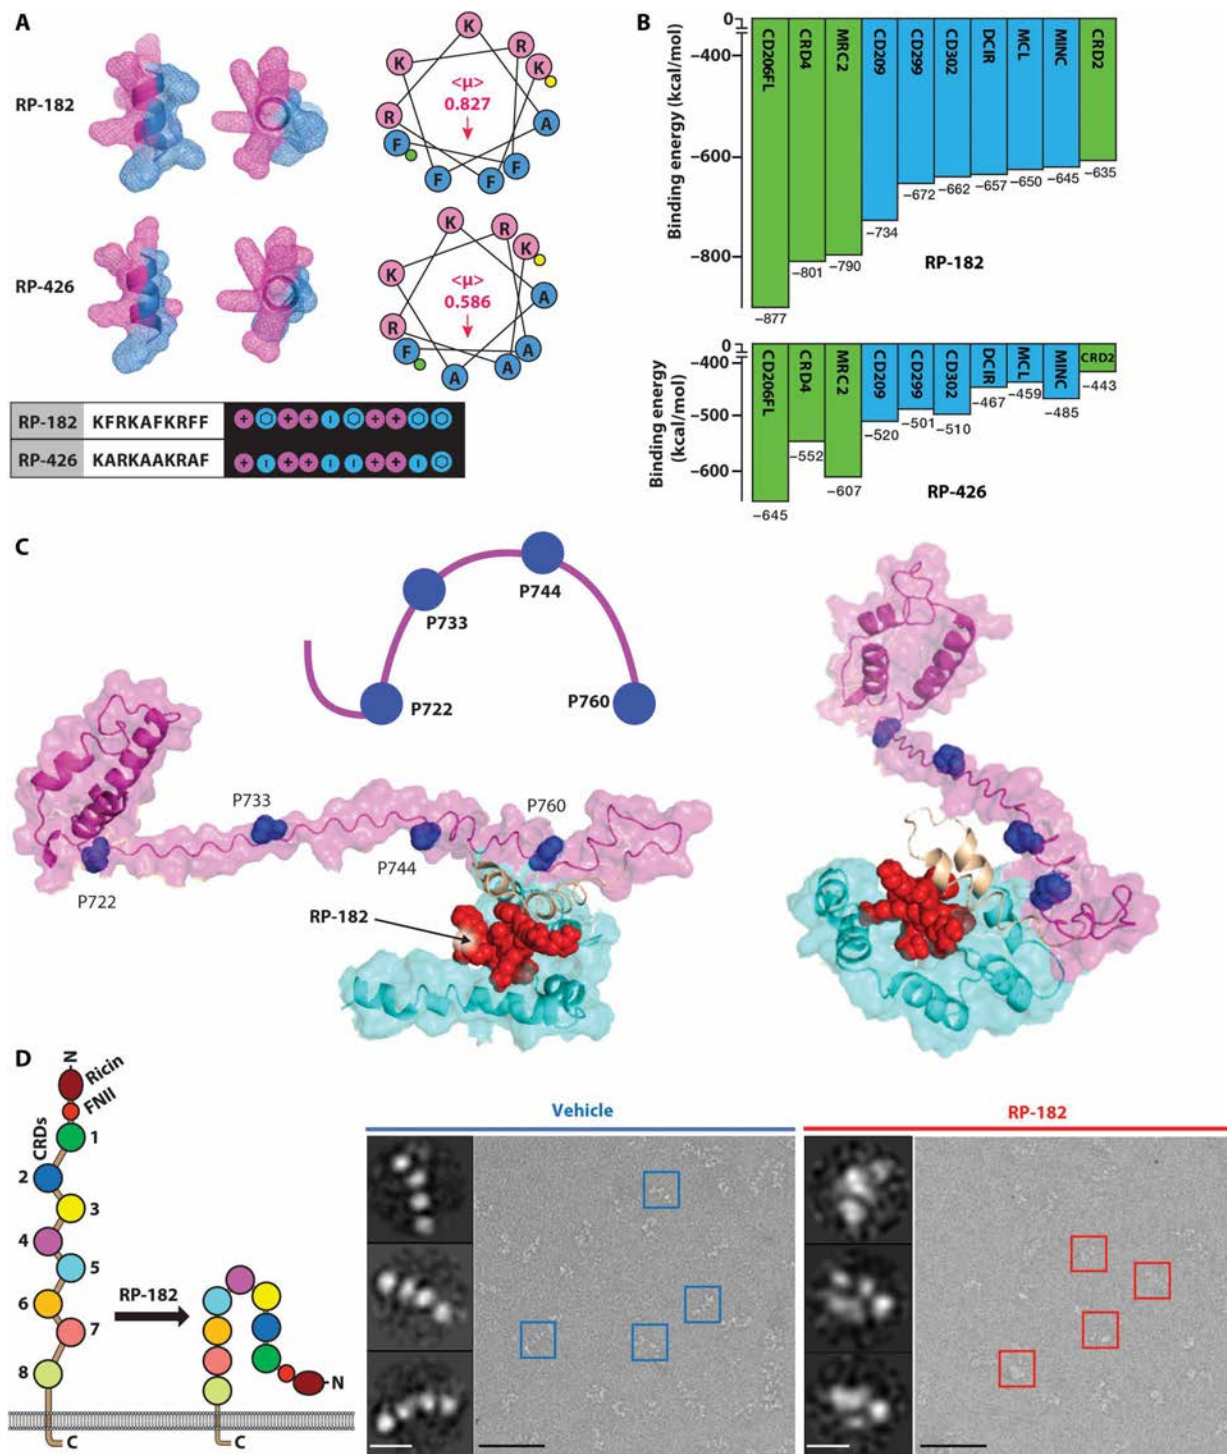 A
RP-182
K
R
K
K
R
A
F
F
F
F
<μ>
0.827
RP-426
K
R
K
K
A
R
F
A
A
A
<μ>
0.586
RP-182 KFRKAFKRFF
RP-426 KARKAAKRAF
B
Binding energy (kcal/mol)
0
−400
−600
−800
CD206FL
CRD4
MRC2
CD209
CD299
CD302
DCIR
MCL
MINC
CRD2
−877
−801
−790
−734
−672
−662
−657
−650
−645
−635
RP-182
Binding energy
(kcal/mol)
0
−400
−500
−600
CD206FL
CRD4
MRC2
CD209
CD299
CD302
DCIR
MCL
MINC
CRD2
−645
−552
−607
−520
−501
−510
−467
−459
−485
−443
RP-426
C
P744
P733
P722
P760
P733
P760
P744
P722
RP-182
D
N
Ricin
FNII
CRDs
1
2
3
4
5
6
7
8
C
RP-182
N
C
Vehicle
RP-182